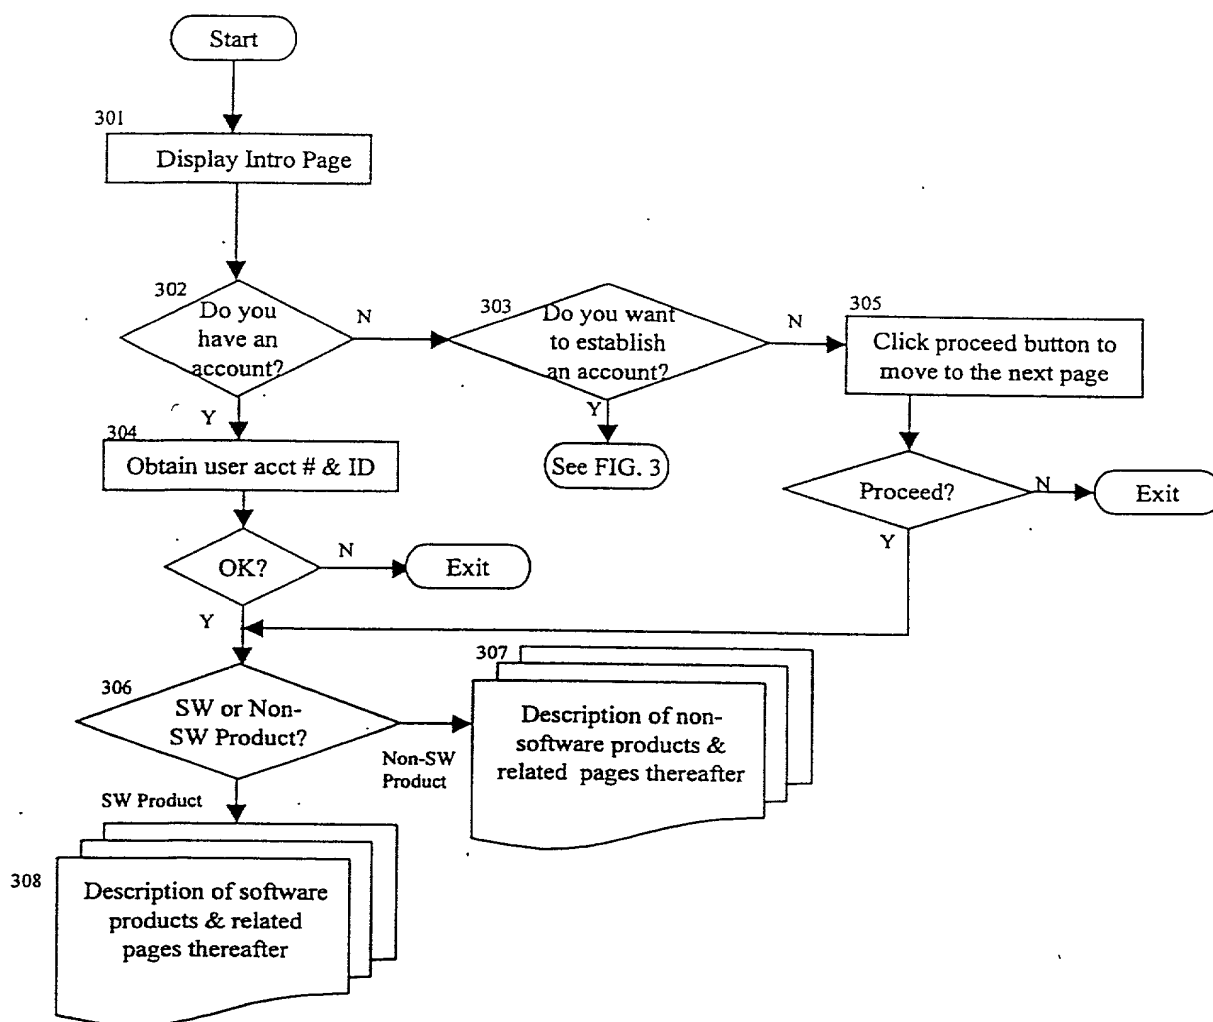 Start
301
Display Intro Page
302
Do you
have an
account?
N
303
Do you want
to establish
an account?
N
305
Click proceed button to
move to the next page
Y
304
Obtain user acct # & ID
Y
See FIG. 3
Proceed?
N
Exit
Y
OK?
N
Exit
Y
306
SW or Non-
SW Product?
Non-SW
Product
307
Description of non-
software products &
related pages thereafter
SW Product
308
Description of software
products & related
pages thereafter